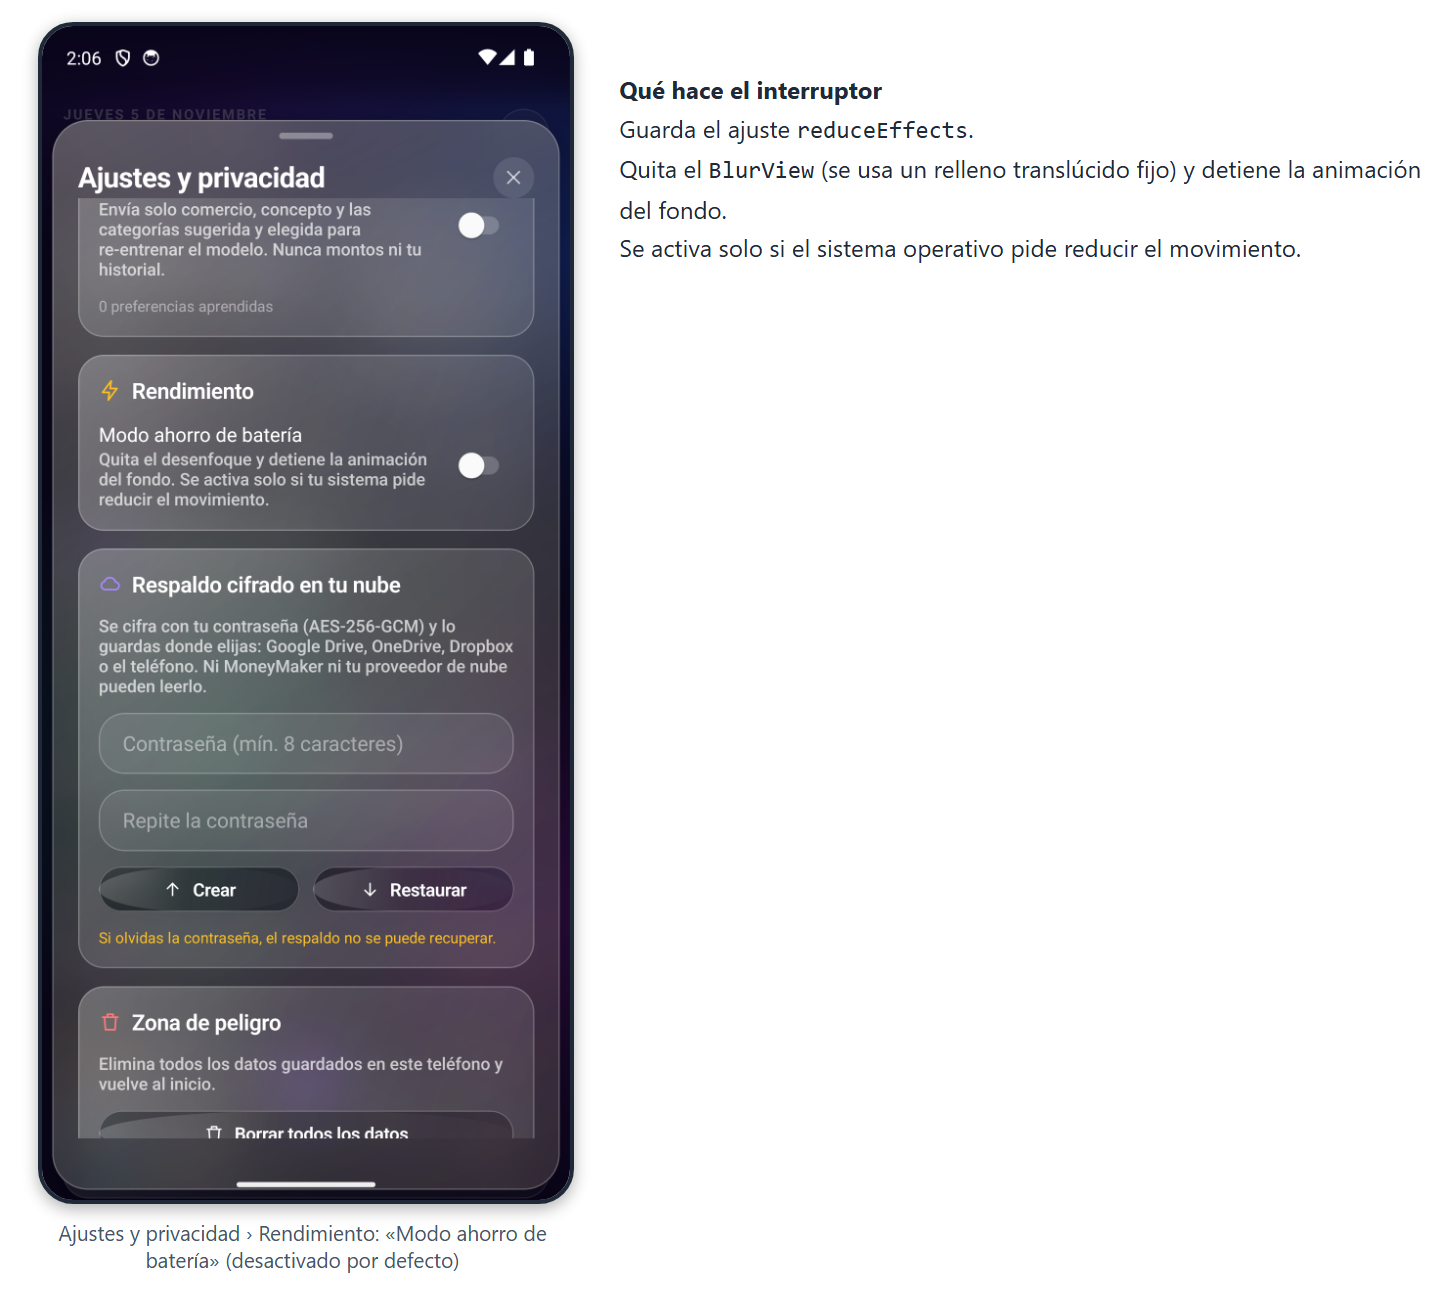 2:06
JUEVES 5 DE NOVIEMBRE
Ajustes y privacidad
Envía solo comercio, concepto y las
categorías sugerida y elegida para
re-entrenar el modelo. Nunca montos ni tu
historial.
0 preferencias aprendidas
Rendimiento
Modo ahorro de batería
Quita el desenfoque y detiene la animación
del fondo. Se activa solo si tu sistema pide
reducir el movimiento.
Respaldo cifrado en tu nube
Se cifra con tu contraseña (AES-256-GCM) y lo
guardas donde elijas: Google Drive, OneDrive, Dropbox
o el teléfono. Ni MoneyMaker ni tu proveedor de nube
pueden leerlo.
Contraseña (mín. 8 caracteres)
Repite la contraseña
Crear
Restaurar
Si olvidas la contraseña, el respaldo no se puede recuperar.
Zona de peligro
Elimina todos los datos guardados en este teléfono y
vuelve al inicio.
Borrar todos los datos
Ajustes y privacidad › Rendimiento: «Modo ahorro de
batería» (desactivado por defecto)
Qué hace el interruptor
Guarda el ajuste reduceEffects.
Quita el BlurView (se usa un relleno translúcido fijo) y detiene la animación
del fondo.
Se activa solo si el sistema operativo pide reducir el movimiento.